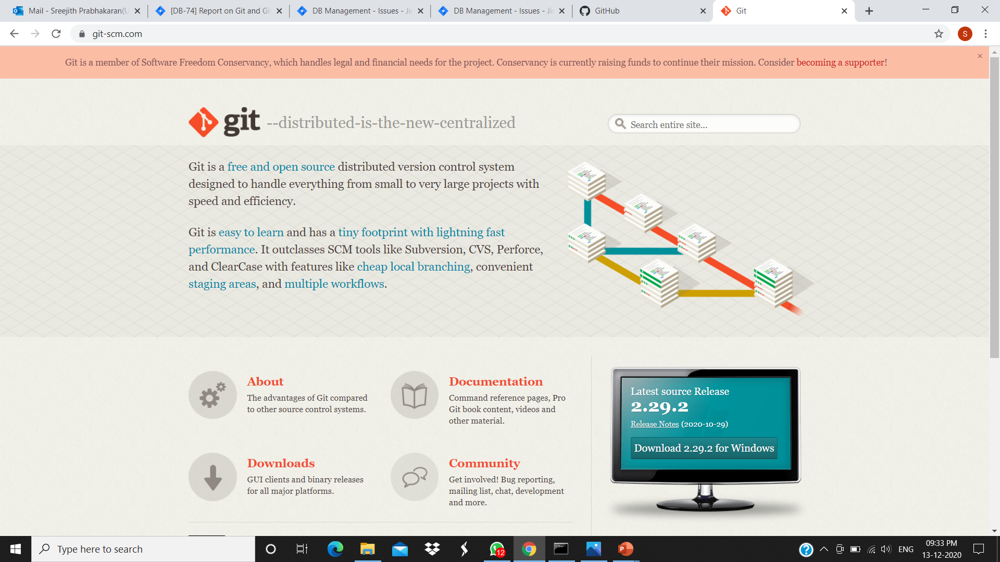 Mail - Sreejith Prabhakaran(U
[DB-74] Report on Git and Gi
DB Management - Issues - Ji
DB Management - Issues - Ji
GitHub
Git
git-scm.com
S
Git is a member of Software Freedom Conservancy, which handles legal and financial needs for the project. Conservancy is currently raising funds to continue their mission. Consider becoming a supporter!
git --distributed-is-the-new-centralized
Search entire site...
Git is a free and open source distributed version control system
designed to handle everything from small to very large projects with
speed and efficiency.
Git is easy to learn and has a tiny footprint with lightning fast
performance. It outclasses SCM tools like Subversion, CVS, Perforce,
and ClearCase with features like cheap local branching, convenient
staging areas, and multiple workflows.
About
The advantages of Git compared
to other source control systems.
Documentation
Command reference pages, Pro
Git book content, videos and
other material.
Downloads
GUI clients and binary releases
for all major platforms.
Community
Get involved! Bug reporting,
mailing list, chat, development
and more.
Latest source Release
2.29.2
Release Notes (2020-10-29)
Download 2.29.2 for Windows
Type here to search
12
ENG
09:33 PM
13-12-2020